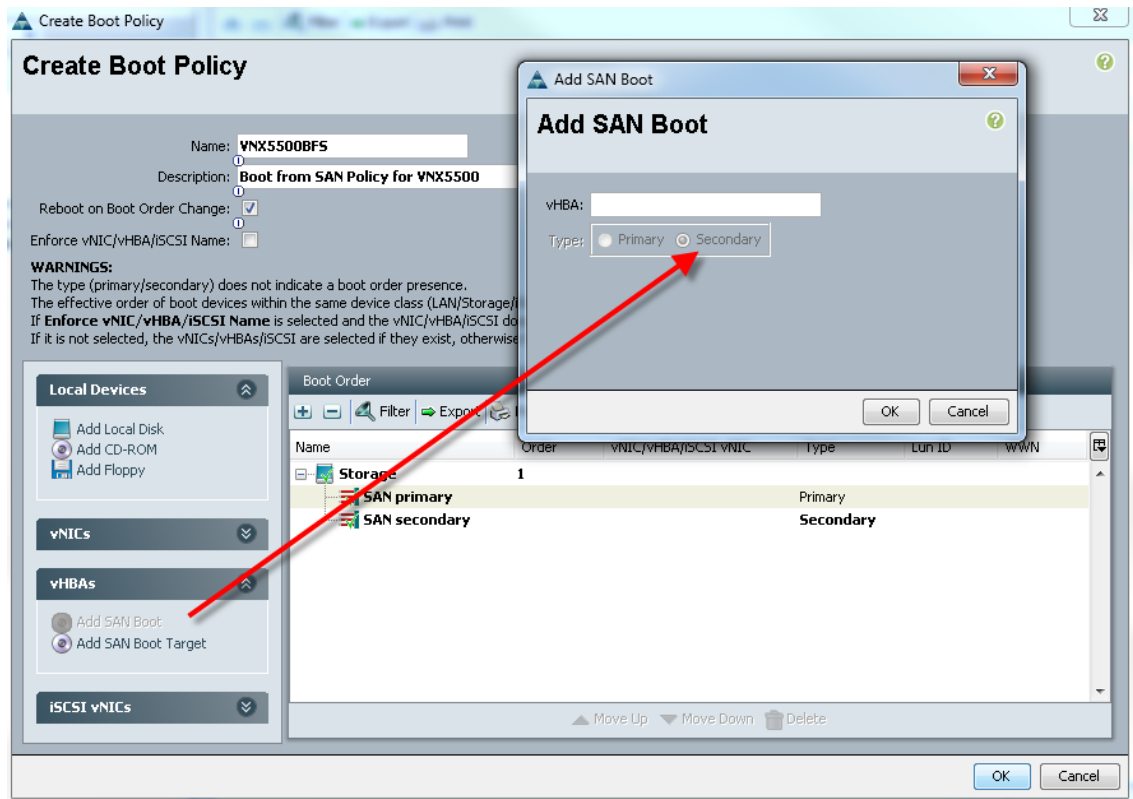 Create Boot Policy
Create Boot Policy
Name: VNX5500BFS
Description: Boot from SAN Policy for VNX5500
Reboot on Boot Order Change:
Enforce vNIC/vHBA/iSCSI Name:
WARNINGS:
The type (primary/secondary) does not indicate a boot order presence.
The effective order of boot devices within the same device class (LAN/Storage/
If Enforce vNIC/vHBA/iSCSI Name is selected and the vNIC/vHBA/iSCSI do
If it is not selected, the vNICs/vHBAs/iSCSI are selected if they exist, otherwise
Add SAN Boot
Add SAN Boot
vHBA:
Type: Primary Secondary
OK Cancel
Local Devices
Add Local Disk
Add CD-ROM
Add Floppy
vNICs
vHBAs
Add SAN Boot
Add SAN Boot Target
iSCSI vNICs
Boot Order
Filter Export
Name Order vNIC/vHBA/iSCSI vNIC Type Lun ID WWN
Storage 1
SAN primary Primary
SAN secondary Secondary
Move Up Move Down Delete
OK Cancel